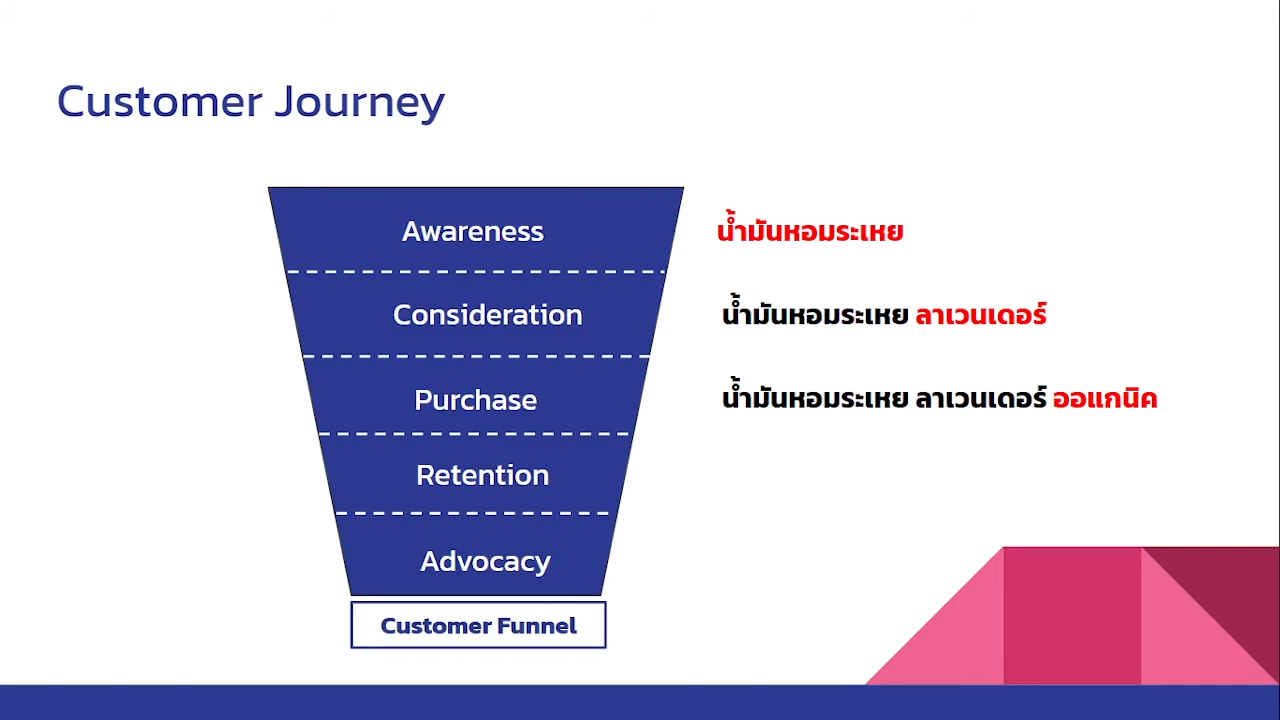 Customer Journey
Awareness
น้ำมันหอมระเหย
Consideration
น้ำมันหอมระเหย ลาเวนเดอร์
Purchase
น้ำมันหอมระเหย ลาเวนเดอร์ ออแกนิค
Retention
Advocacy
Customer Funnel